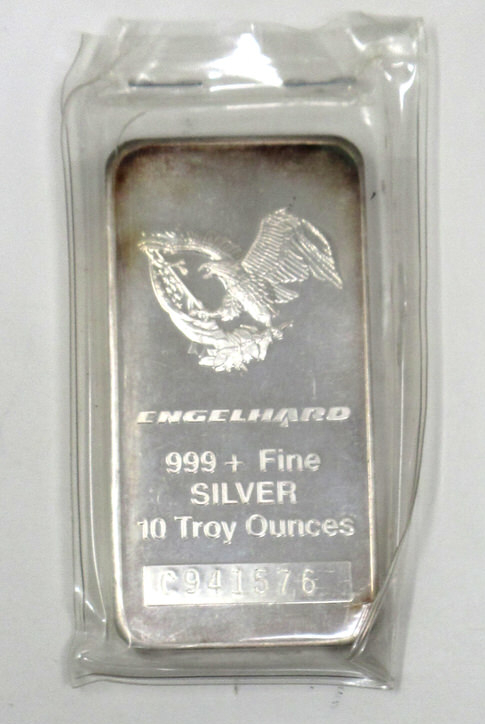 ENGELHARD
999+ Fine
SILVER
10 Troy Ounces
C941576